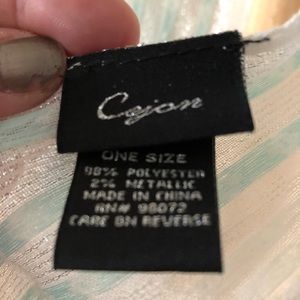 Cejon
ONE SIZE
98% POLYESTER
2% METALLIC
MADE IN CHINA
RN# 98072
CARE ON REVERSE